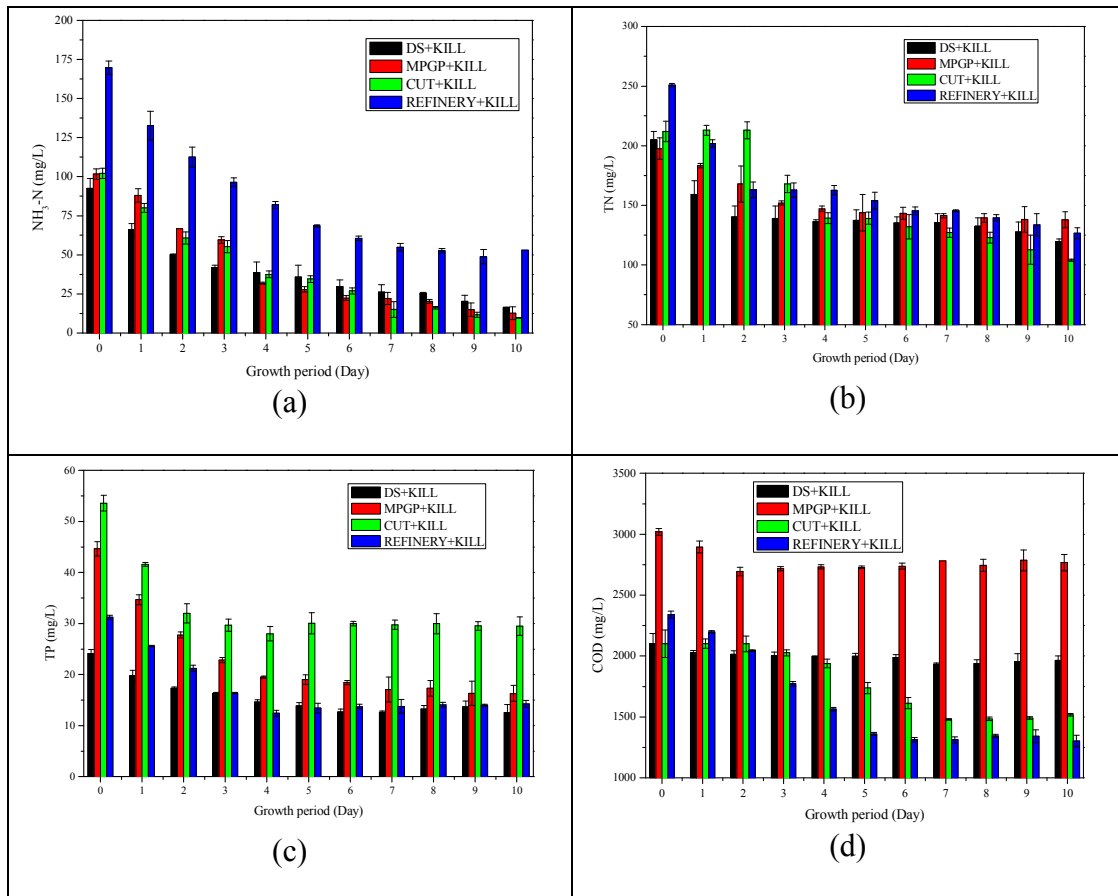 200
175
150
125
100
75
50
25
0
NH3-N (mg/L)
DS+KILL
MPGP+KILL
CUT+KILL
REFINERY+KILL
0 1 2 3 4 5 6 7 8 9 10
Growth period (Day)
(a)
300
250
200
150
100
50
TN (mg/L)
DS+KILL
MPGP+KILL
CUT+KILL
REFINERY+KILL
0 1 2 3 4 5 6 7 8 9 10
Growth period (Day)
(b)
60
50
40
30
20
10
0
TP (mg/L)
DS+KILL
MPGP+KILL
CUT+KILL
REFINERY+KILL
0 1 2 3 4 5 6 7 8 9 10
Growth period (Day)
(c)
3500
3000
2500
2000
1500
1000
COD (mg/L)
DS+KILL
MPGP+KILL
CUT+KILL
REFINERY+KILL
0 1 2 3 4 5 6 7 8 9 10
Growth period (Day)
(d)